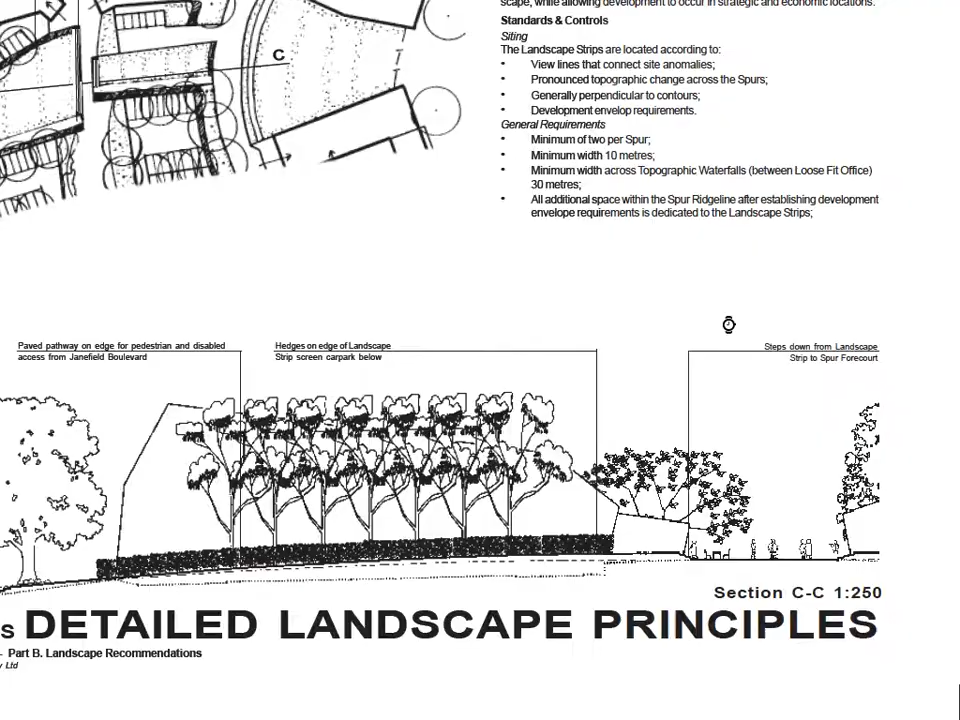 scape, while allowing development to occur in strategic and economic locations.
Standards & Controls
Siting
The Landscape Strips are located according to:
• View lines that connect site anomalies;
• Pronounced topographic change across the Spurs;
• Generally perpendicular to contours;
• Development envelop requirements.
General Requirements
• Minimum of two per Spur;
• Minimum width 10 metres;
• Minimum width across Topographic Waterfalls (between Loose Fit Office)
30 metres;
• All additional space within the Spur Ridgeline after establishing development
envelope requirements is dedicated to the Landscape Strips;
C
Paved pathway on edge for pedestrian and disabled
access from Janefield Boulevard
Hedges on edge of Landscape
Strip screen carpark below
Steps down from Landscape
Strip to Spur Forecourt
Section C-C 1:250
S DETAILED LANDSCAPE PRINCIPLES
- Part B. Landscape Recommendations
y Ltd